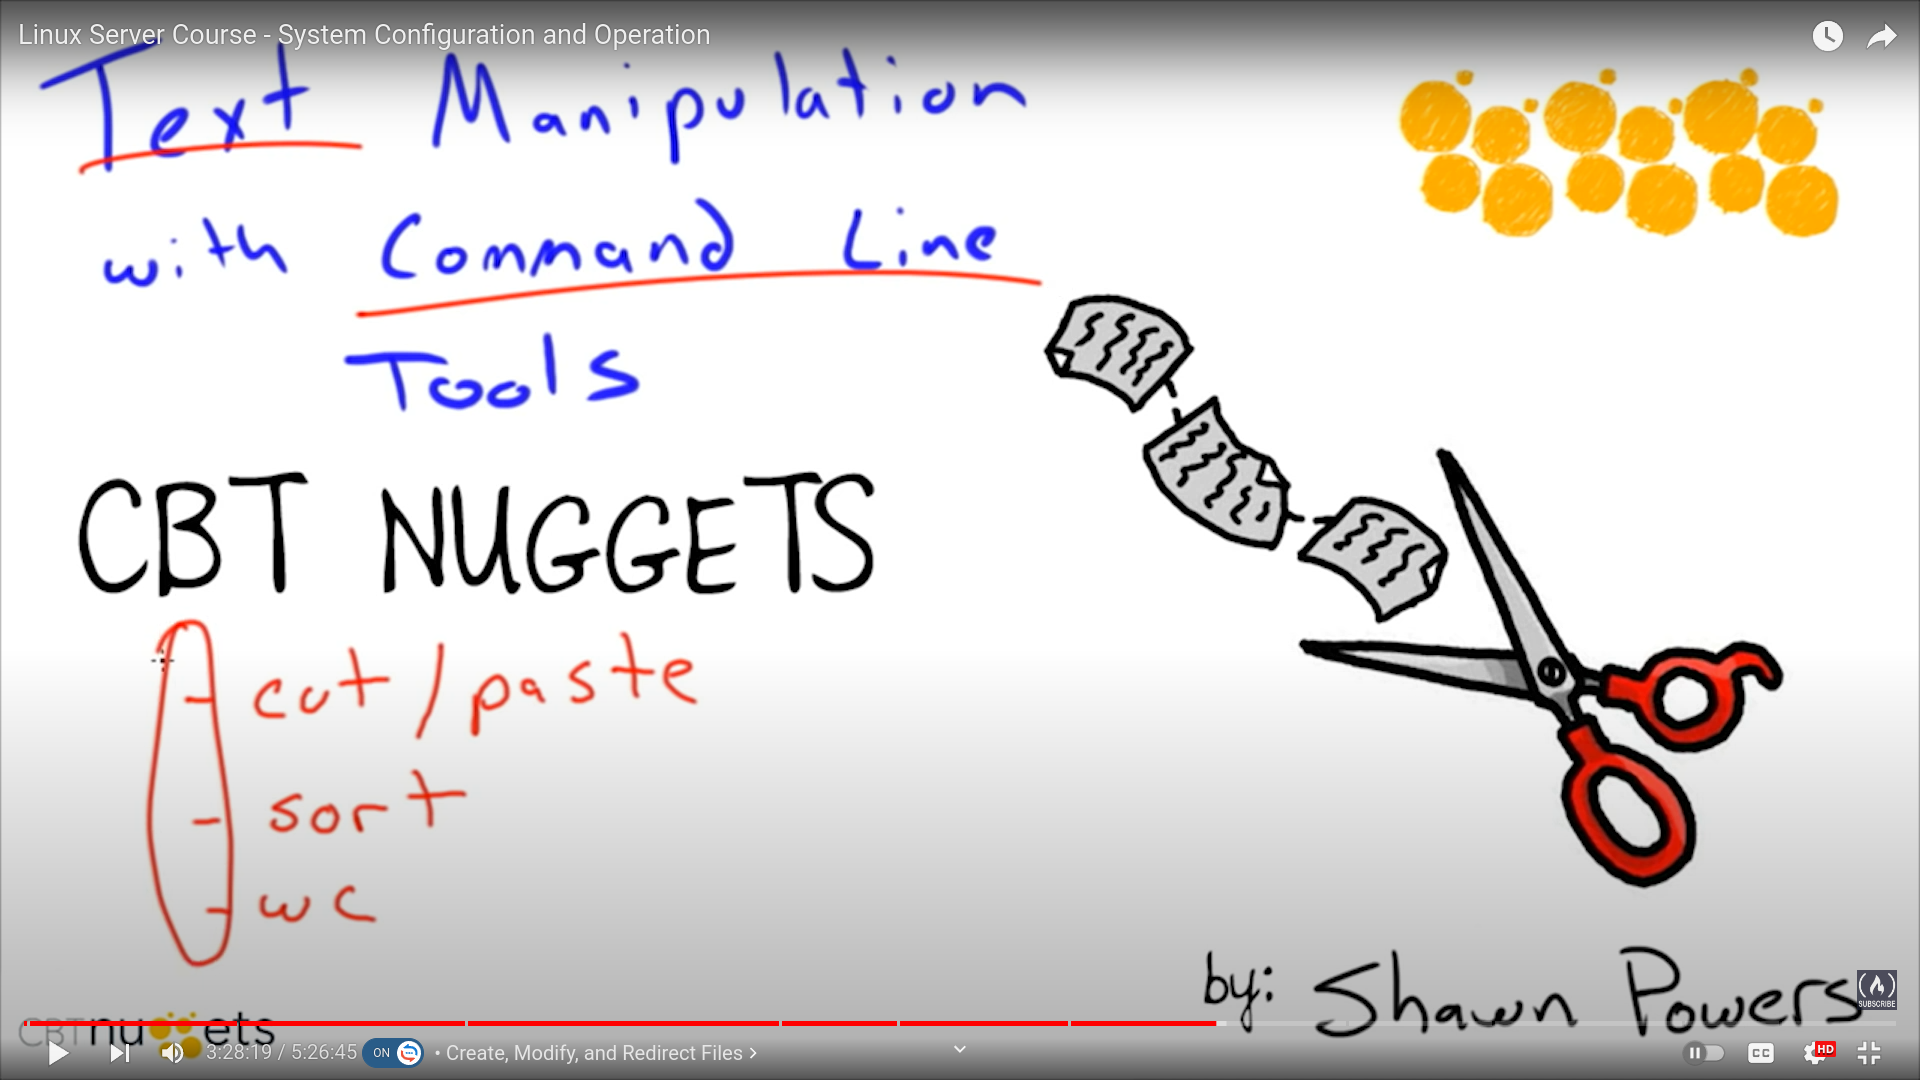 Linux Server Course - System Configuration and Operation
Text Manipulation
with Command Line
Tools
CBT NUGGETS
- cut/paste
- sort
- wc
by: Shawn Powers
SUBSCRIBE
CBTnuggets
3:28:19 / 5:26:45 ON • Create, Modify, and Redirect Files CC HD